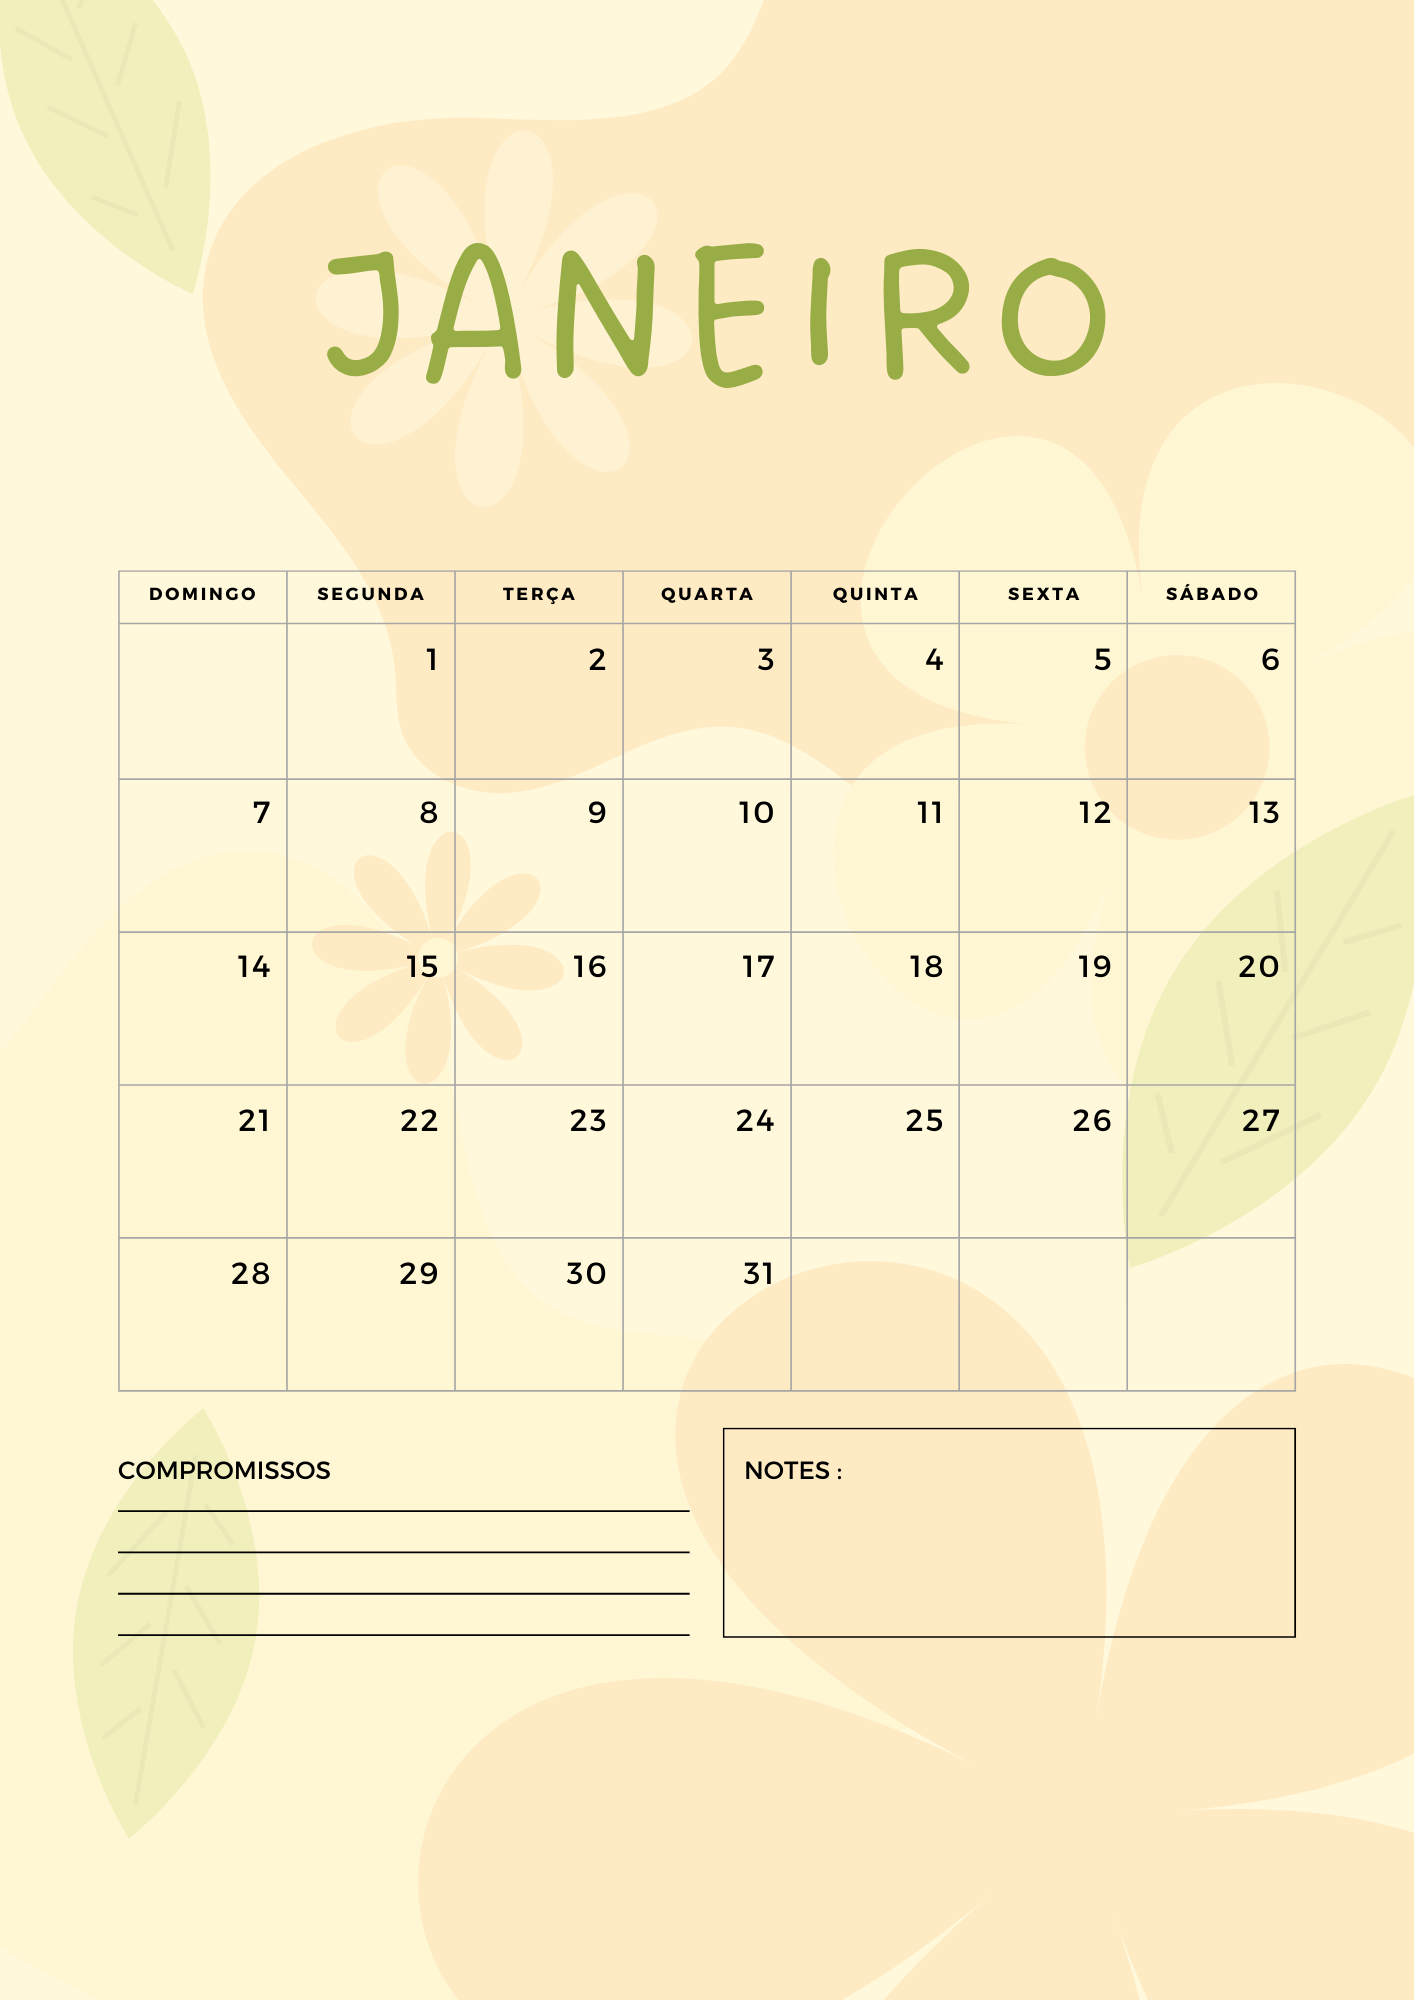 JANEIRO
DOMINGO SEGUNDA TERÇA QUARTA QUINTA SEXTA SÁBADO
1 2 3 4 5 6
7 8 9 10 11 12 13
14 15 16 17 18 19 20
21 22 23 24 25 26 27
28 29 30 31
COMPROMISSOS
NOTES :